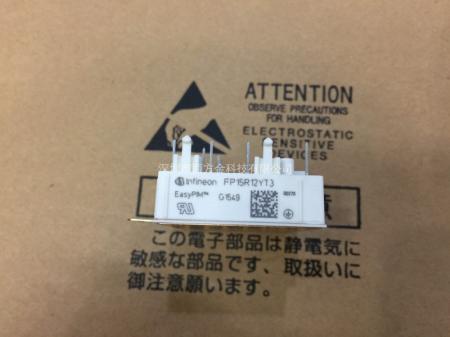 ATTENTION
OBSERVE PRECAUTIONS
FOR HANDLING
ELECTROSTATIC
SENSITIVE
DEVICES
Infineon FP15R12YT3
EasyPIM™ G1549
この電子部品は静電気に
敏感な部品です、取扱いに
御注意願います。